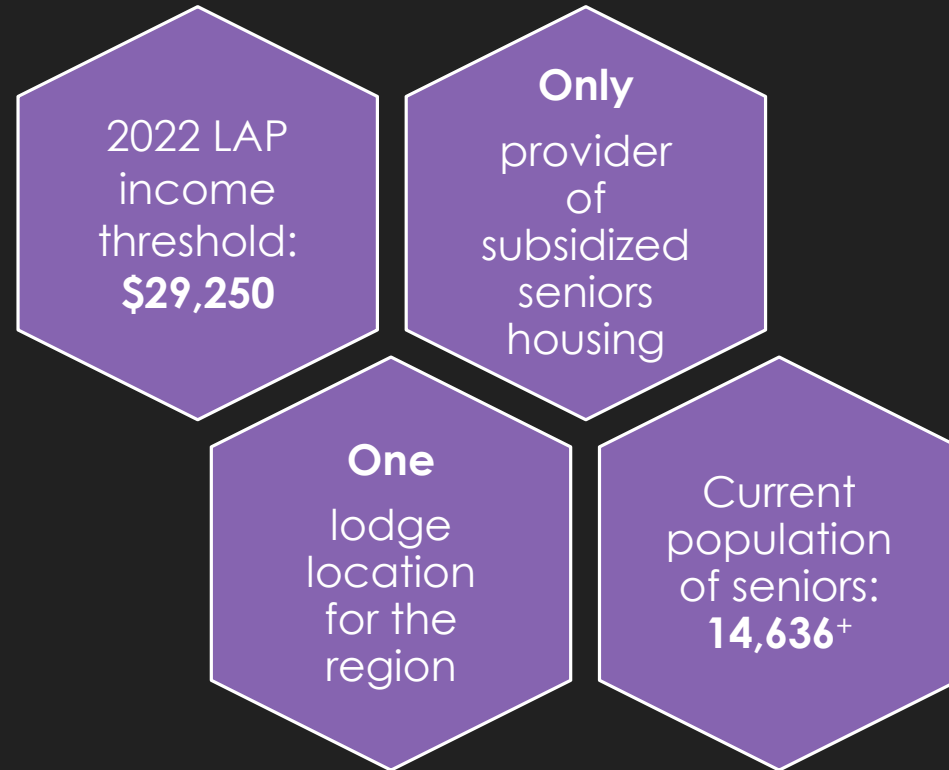 2022 LAP
income
threshold:
$29,250
Only
provider
of
subsidized
seniors
housing
One
lodge
location
for the
region
Current
population
of seniors:
14,636+